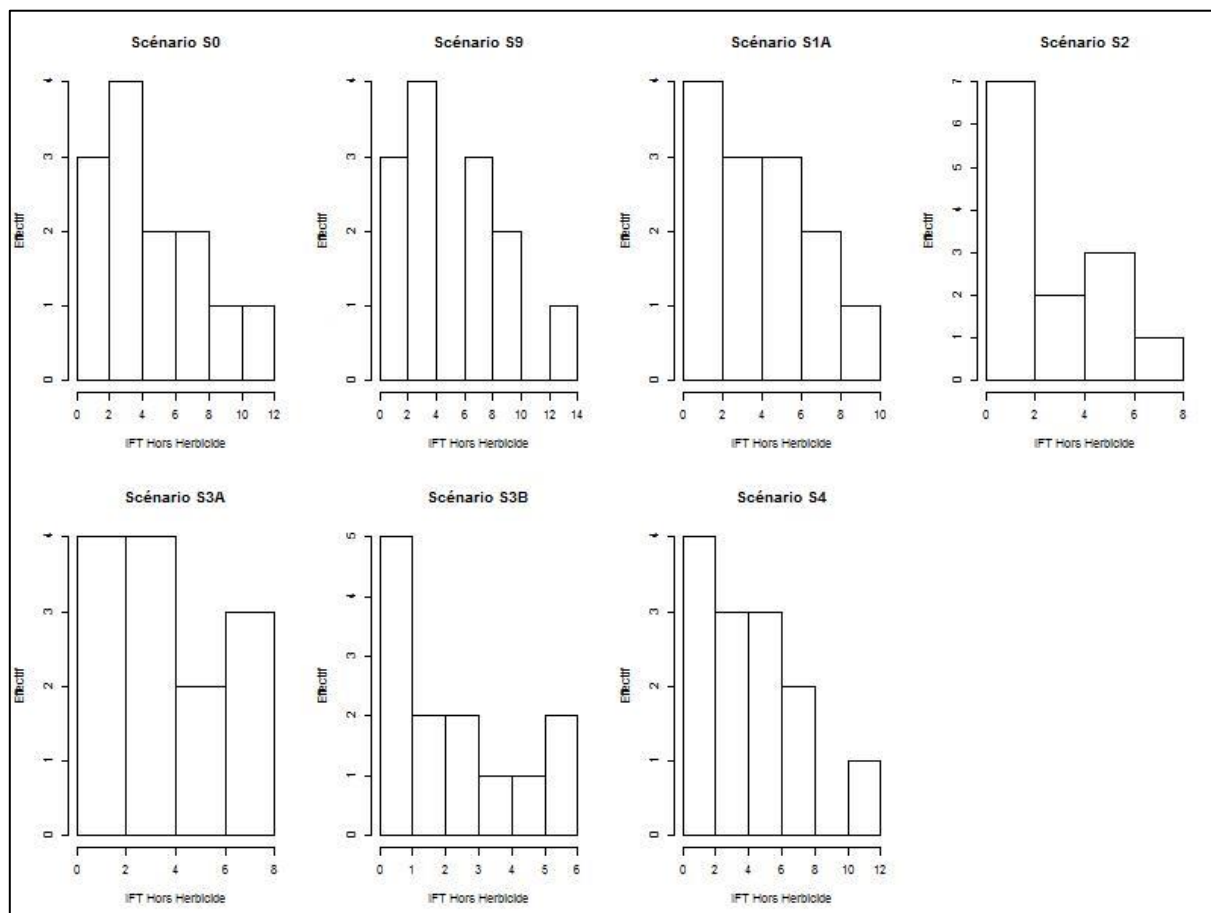 Scénario S0
Effectif
4
3
2
1
0
0 2 4 6 8 10 12
IFT Hors Herbicide
Scénario S9
Effectif
4
3
2
1
0
0 2 4 6 8 10 12 14
IFT Hors Herbicide
Scénario S1A
Effectif
4
3
2
1
0
0 2 4 6 8 10
IFT Hors Herbicide
Scénario S2
Effectif
7
6
5
4
3
2
1
0
0 2 4 6 8
IFT Hors Herbicide
Scénario S3A
Effectif
4
3
2
1
0
0 2 4 6 8
IFT Hors Herbicide
Scénario S3B
Effectif
5
4
3
2
1
0
0 1 2 3 4 5 6
IFT Hors Herbicide
Scénario S4
Effectif
4
3
2
1
0
0 2 4 6 8 10 12
IFT Hors Herbicide